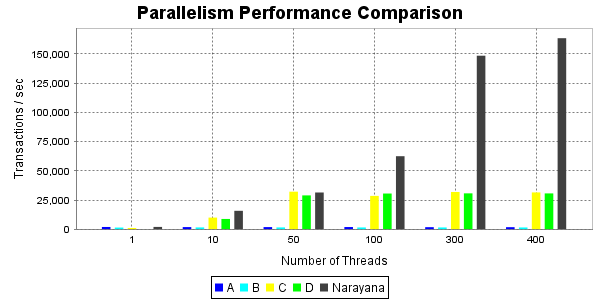 Parallelism Performance Comparison
Transactions / sec
150,000
125,000
100,000
75,000
50,000
25,000
0
1 10 50 100 300 400
Number of Threads
A B C D Narayana